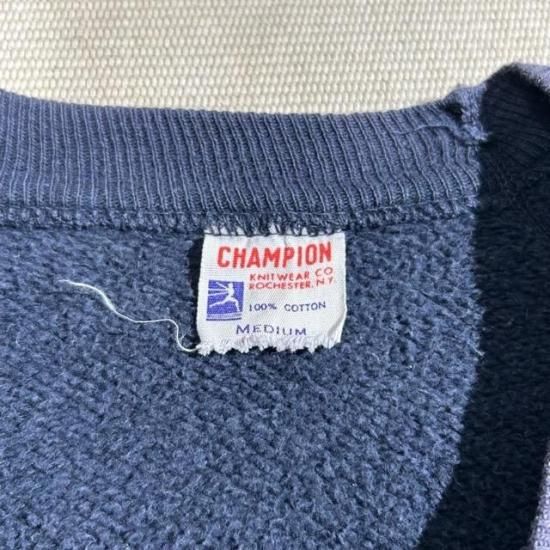 CHAMPION
KNITWEAR CO
ROCHESTER, N.Y.
100% COTTON
MEDIUM